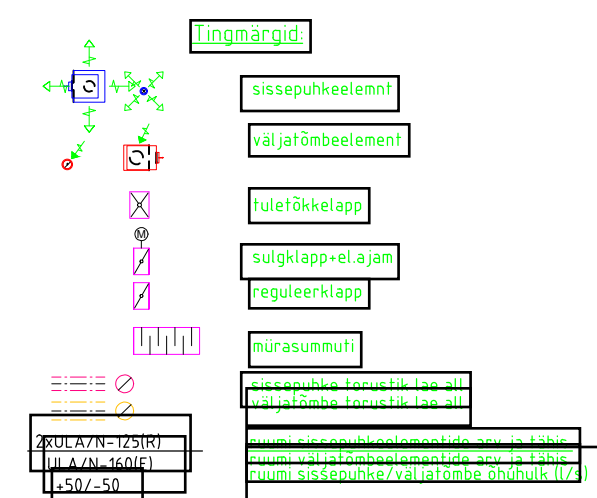 Tingmärgid:
sissepuhkeelemnt
väljatõmbeelement
tuletõkkelapp
M
sulgklapp+el.ajam
reguleerklapp
mürasummuti
sissepuhke torustik lae all
väljatõmbe torustik lae all
2xULA/N-125(R) ruumi sissepuhkeelementide arv ja tähis
ULA/N-160(E) ruumi väljatõmbeelementide arv ja tähis
+50/-50 ruumi sissepuhke/väljatõmbe õhuhulk (l/s)